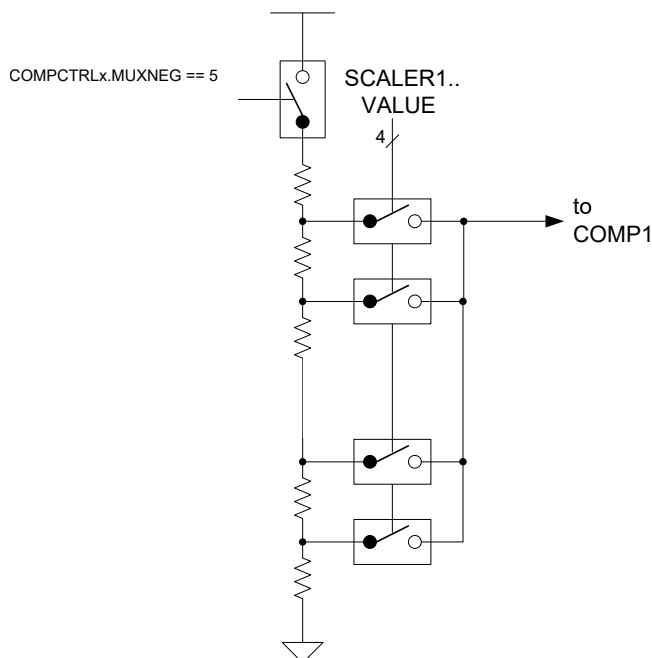 COMPCTRLx.MUXNEG == 5
SCALER1..
VALUE
4
to
COMP1